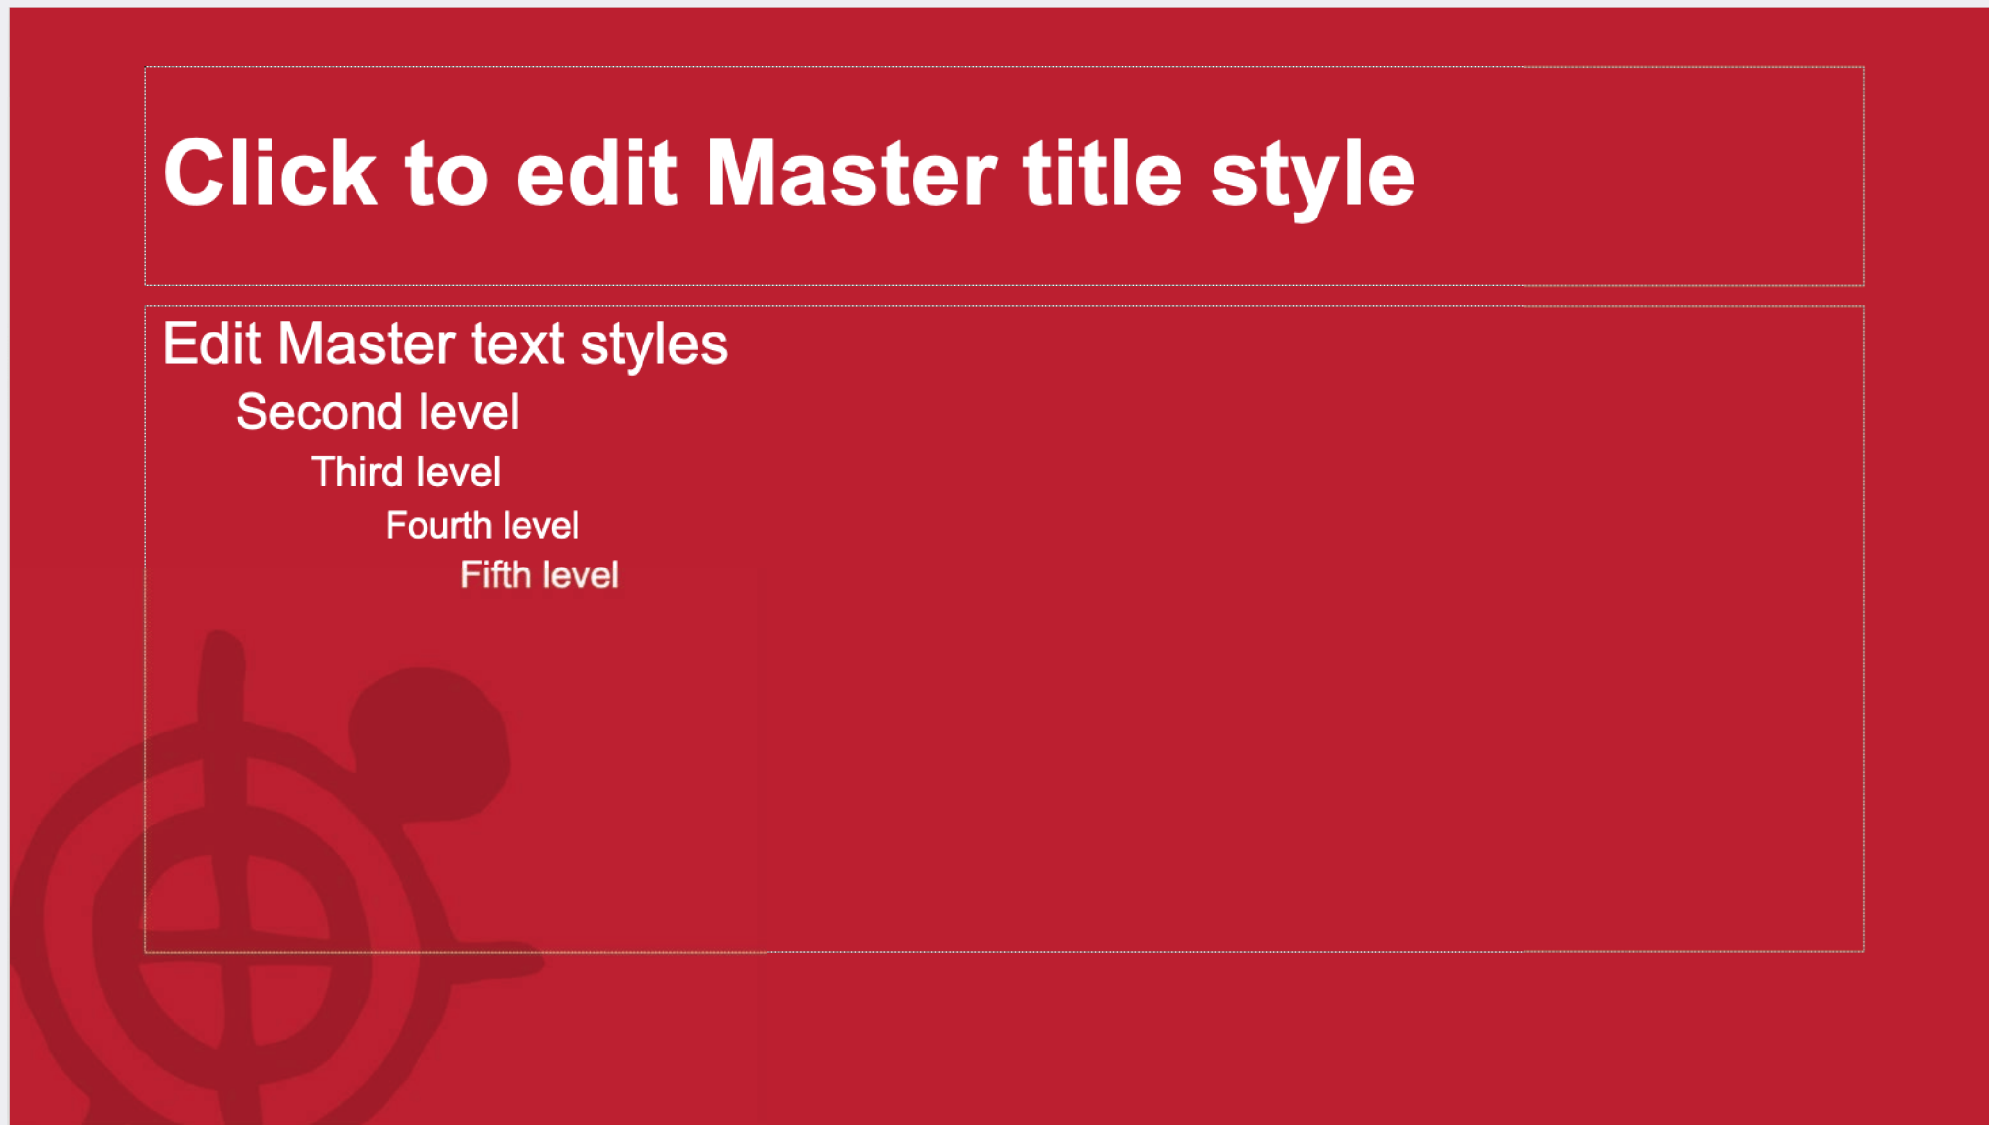 Click to edit Master title style
Edit Master text styles
Second level
Third level
Fourth level
Fifth level